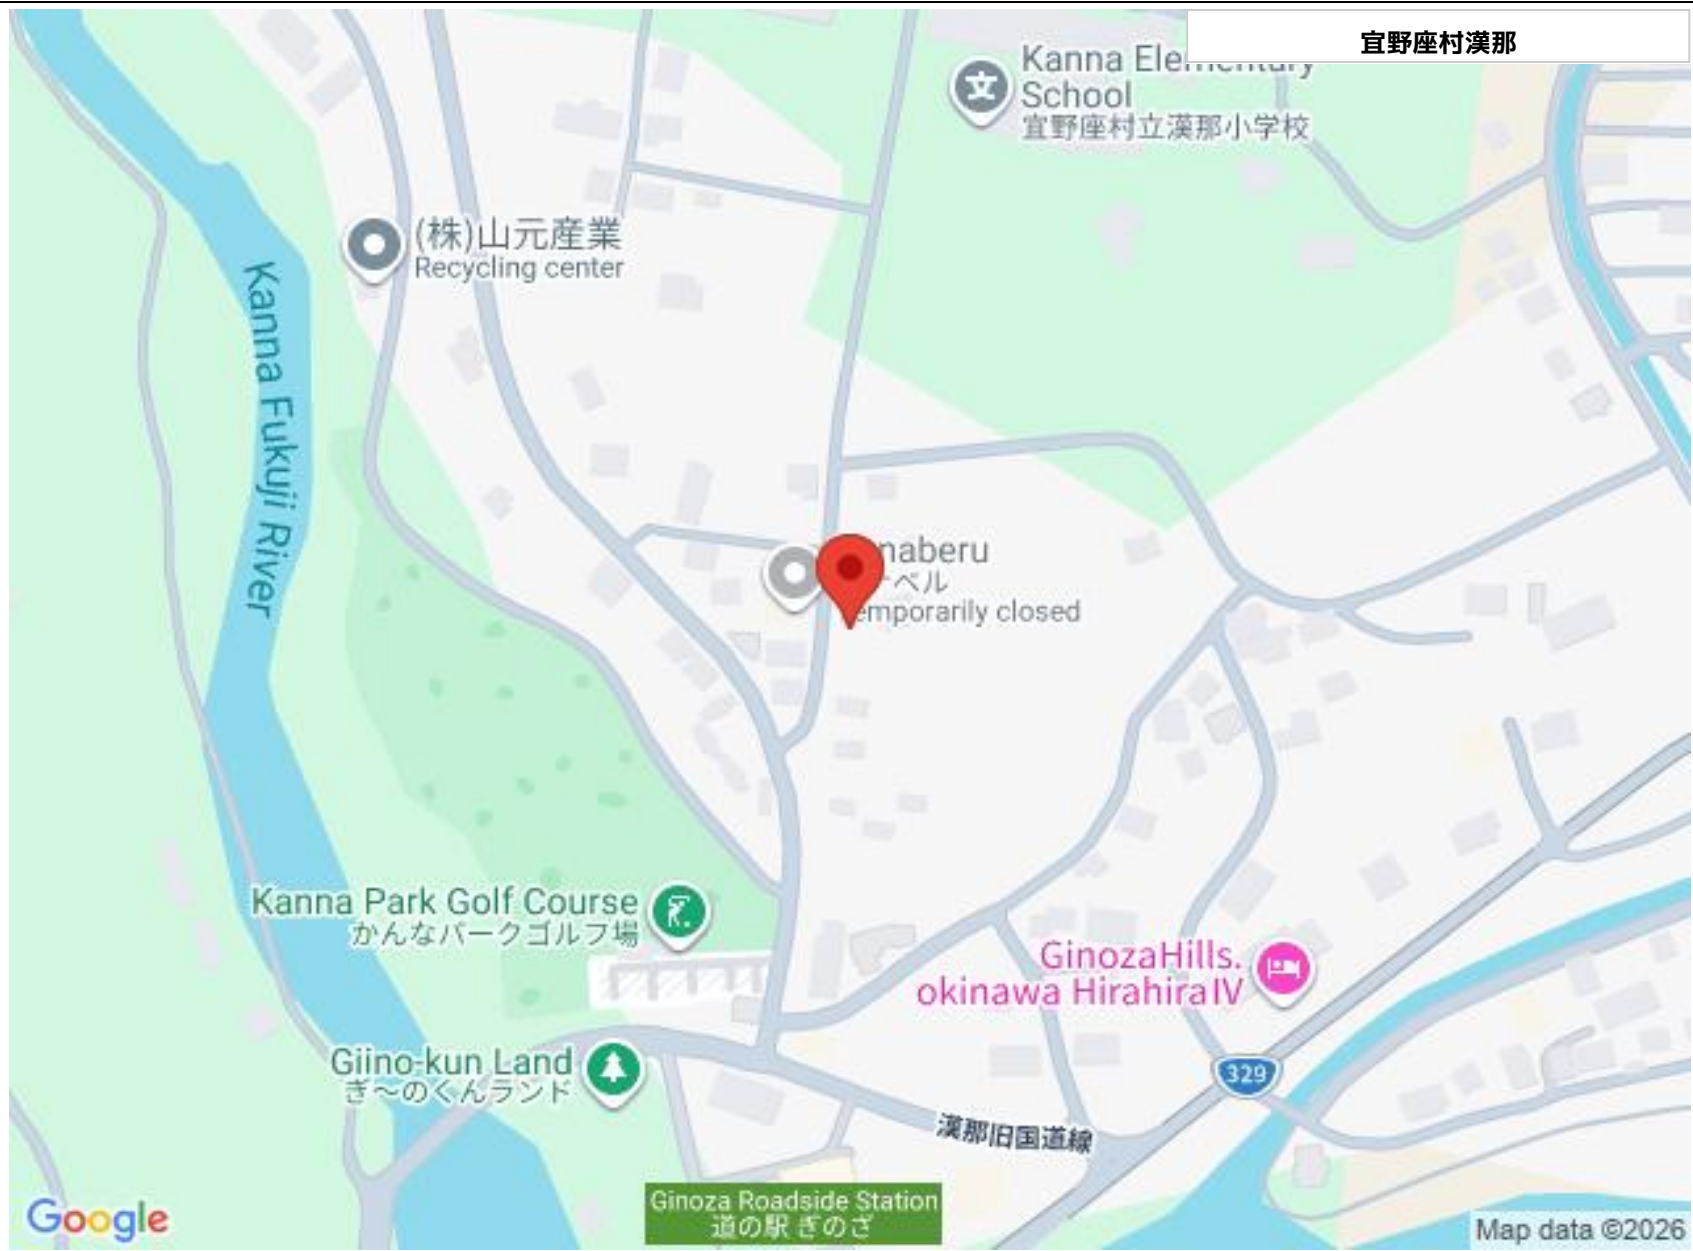 宜野座村漢那
Kanna Elementary
School
宜野座村立漢那小学校
(株)山元産業
Recycling center
Kanna Fukuji River
naberu
ベル
emporarily closed
Kanna Park Golf Course
かんなパークゴルフ場
GinozaHills.
okinawa HirahiraIV
Giino-kun Land
ぎ〜のくんランド
329
漢那旧国道線
Ginoza Roadside Station
道の駅 ぎのざ
Google
Map data ©2026